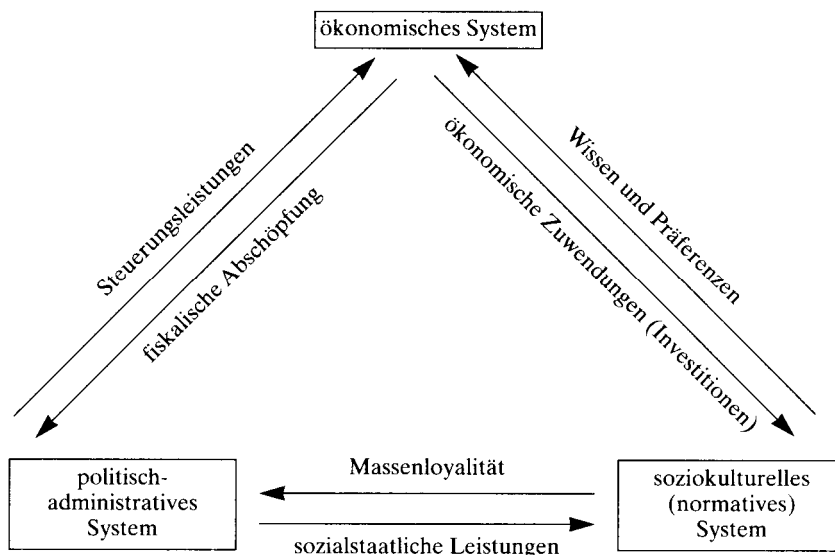 ökonomisches System
Steuerungsleistungen
fiskalische Abschöpfung
ökonomische Zuwendungen (Investitionen)
Wissen und Präferenzen
politisch-
administratives
System
Massenloyalität
sozialstaatliche Leistungen
soziokulturelles
(normatives)
System